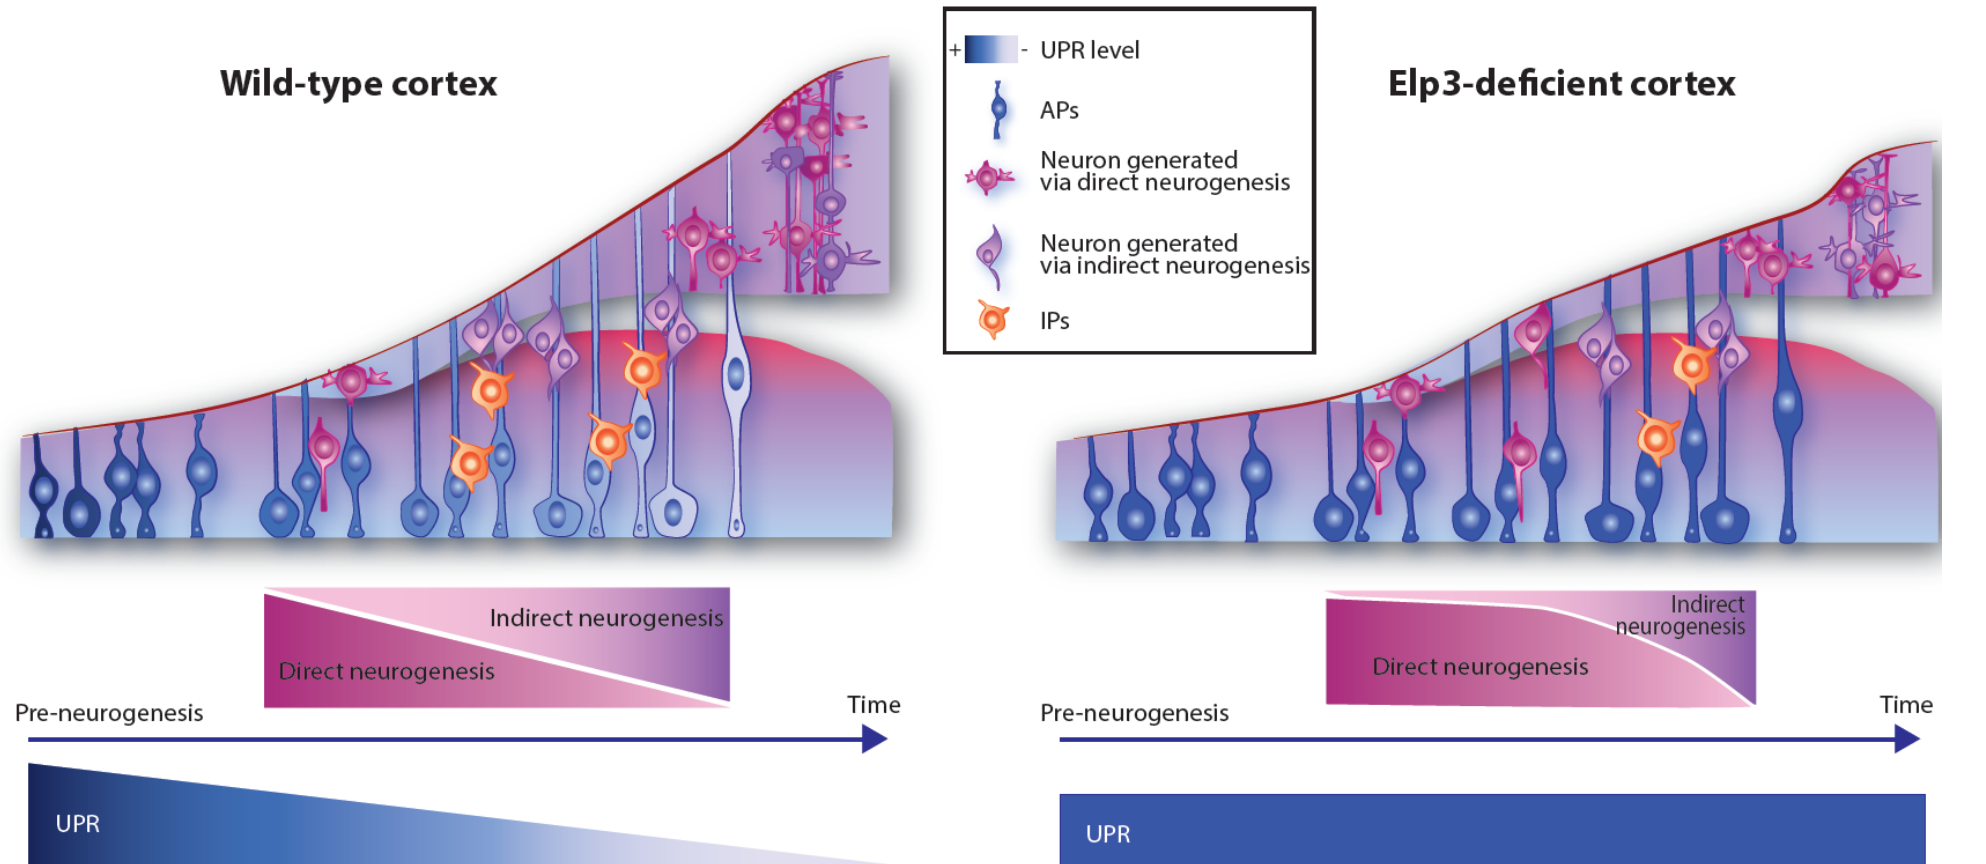 Wild-type cortex
+ - UPR level
APs
Neuron generated
via direct neurogenesis
Neuron generated
via indirect neurogenesis
IPs
Elp3-deficient cortex
Indirect neurogenesis
Direct neurogenesis
Pre-neurogenesis
Time
UPR
Indirect
neurogenesis
Direct neurogenesis
Pre-neurogenesis
Time
UPR